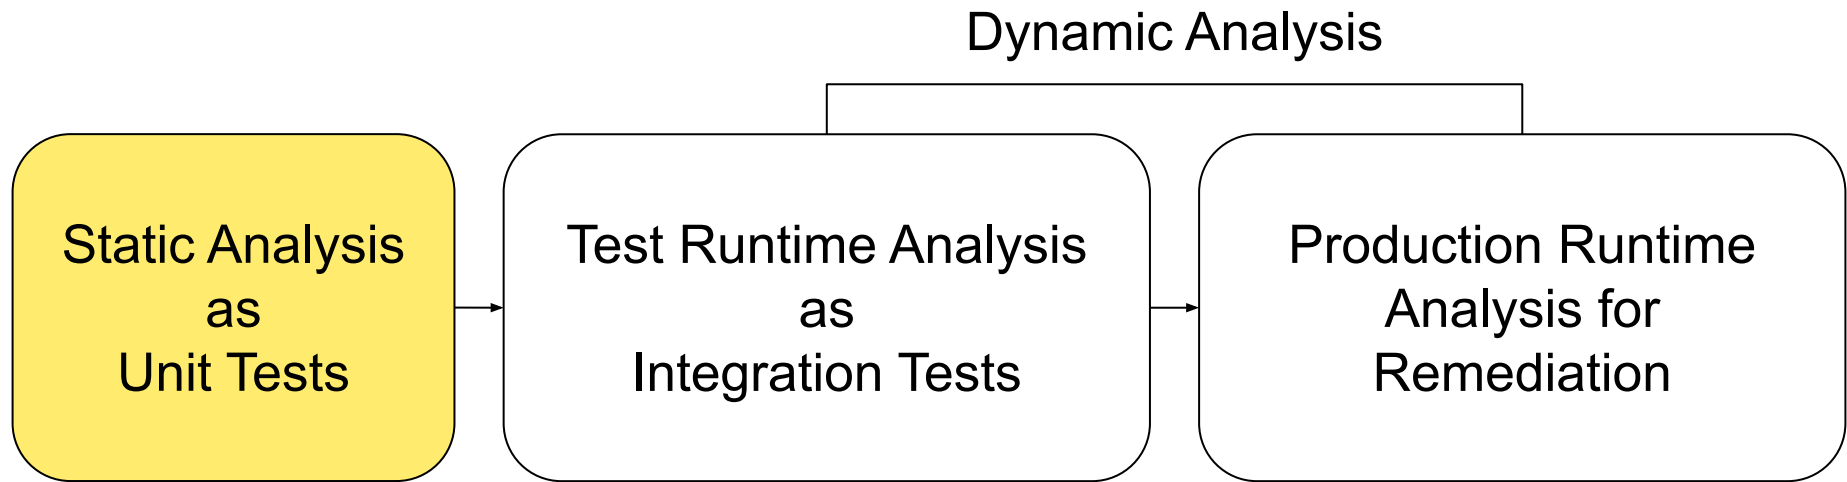 Dynamic Analysis
Static Analysis
as
Unit Tests
Test Runtime Analysis
as
Integration Tests
Production Runtime
Analysis for
Remediation